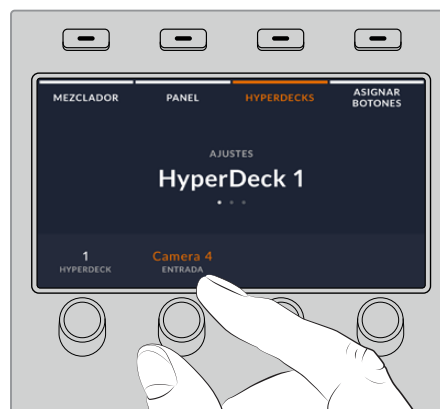 MEZCLADOR
PANEL
HYPERDECKS
ASIGNAR
BOTONES
AJUSTES
HyperDeck 1
1
HYPERDECK
Camera 4
ENTRADA